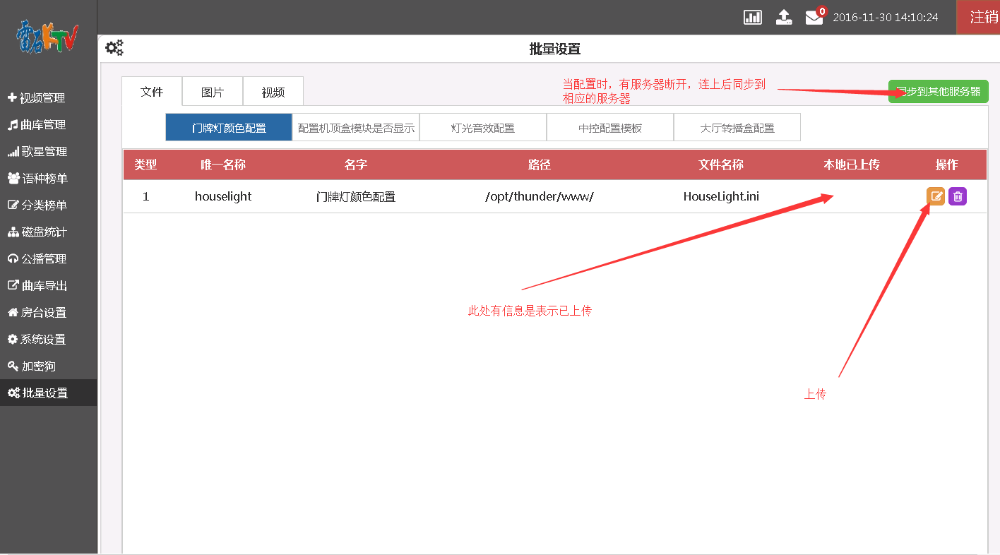 雷石KTV
0
2016-11-30 14:10:24
注销
批量设置
视频管理
曲库管理
歌星管理
语种榜单
分类榜单
磁盘统计
公播管理
曲库导出
房台设置
系统设置
加密狗
批量设置
文件
图片
视频
当配置时，有服务器断开，连上后同步到
相应的服务器
同步到其他服务器
门牌灯颜色配置
配置机顶盒模块是否显示
灯光音效配置
中控配置模板
大厅转播盒配置
类型 唯一名称 名字 路径 文件名称 本地已上传 操作
1 houselight 门牌灯颜色配置 /opt/thunder/www/ HouseLight.ini
此处有信息是表示已上传
上传